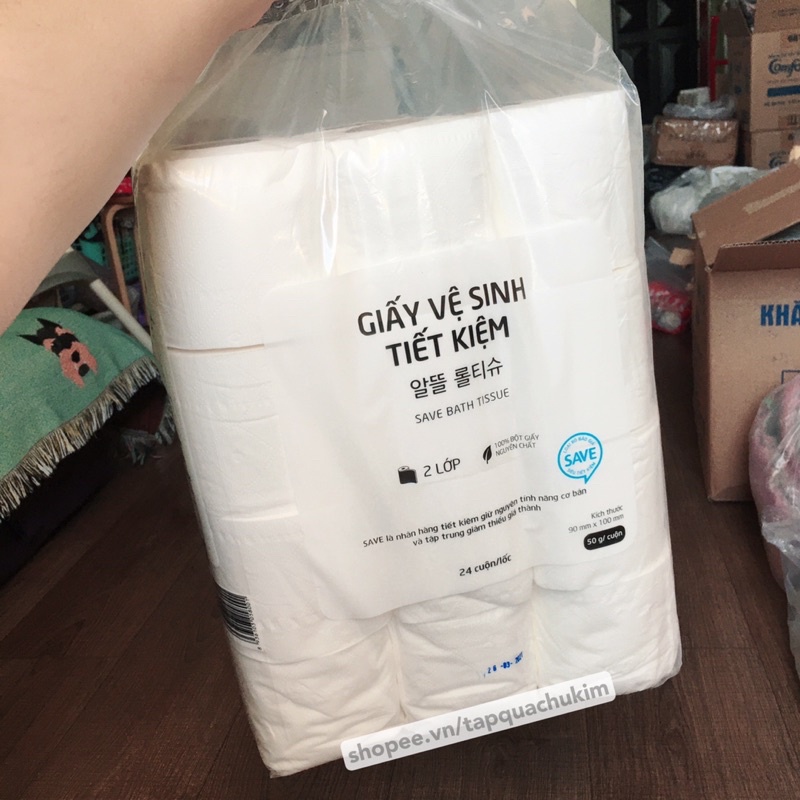 GIẤY VỆ SINH
TIẾT KIỆM
알뜰 롤티슈
SAVE BATH TISSUE
2 LỚP
100% BỘT GIẤY
NGUYÊN CHẤT
SAVE
SAVE là nhãn hàng tiết kiệm giữ nguyên tính năng cơ bản
và tập trung giảm thiểu giá thành
Kích thước
90 mm x 100 mm
50 g/ cuộn
24 cuộn/lốc
shopee.vn/tapquachukim
Comfort
KHĂ